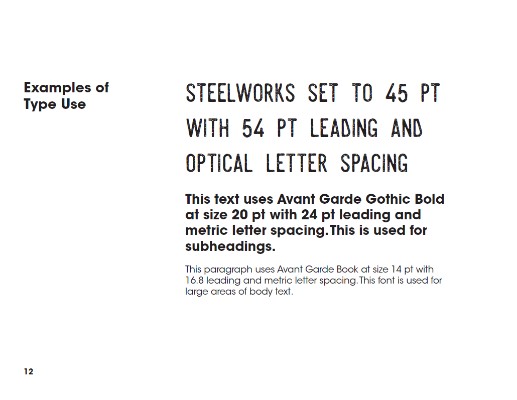 Examples of
Type Use
STEELWORKS SET TO 45 PT
WITH 54 PT LEADING AND
OPTICAL LETTER SPACING
This text uses Avant Garde Gothic Bold
at size 20 pt with 24 pt leading and
metric letter spacing.This is used for
subheadings.
This paragraph uses Avant Garde Book at size 14 pt with
16.8 leading and metric letter spacing.This font is used for
large areas of body text.
12